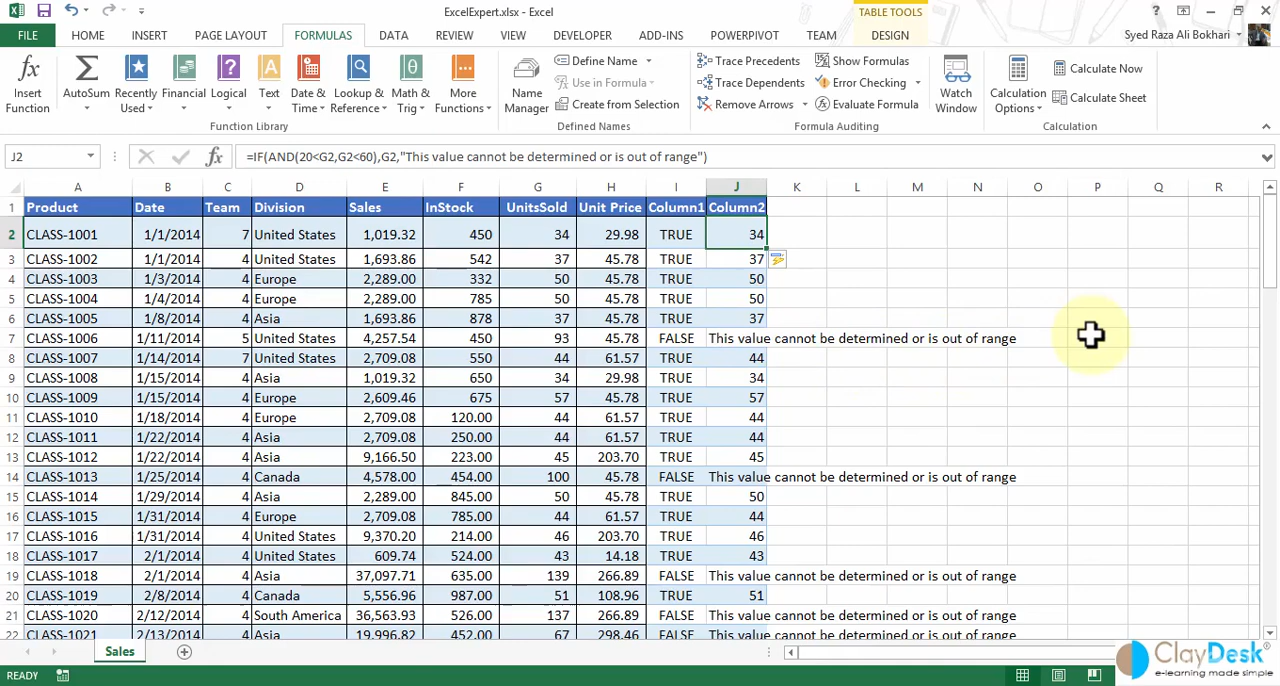 ExcelExpert.xlsx - Excel
TABLE TOOLS
FILE HOME INSERT PAGE LAYOUT FORMULAS DATA REVIEW VIEW DEVELOPER ADD-INS POWERPIVOT TEAM DESIGN
Syed Raza Ali Bokhari
Insert Function
AutoSum
Recently Used
Financial
Logical
Text
Date & Time
Lookup & Reference
Math & Trig
More Functions
Function Library
Name Manager
Define Name
Use in Formula
Create from Selection
Defined Names
Trace Precedents
Trace Dependents
Remove Arrows
Show Formulas
Error Checking
Evaluate Formula
Formula Auditing
Watch Window
Calculation Options
Calculate Now
Calculate Sheet
Calculation
J2 fx =IF(AND(20<G2,G2<60),G2,"This value cannot be determined or is out of range")
A B C D E F G H I J K L M N O P Q R
1 Product Date Team Division Sales InStock UnitsSold Unit Price Column1 Column2
2 CLASS-1001 1/1/2014 7 United States 1,019.32 450 34 29.98 TRUE 34
3 CLASS-1002 1/1/2014 4 United States 1,693.86 542 37 45.78 TRUE 37
4 CLASS-1003 1/3/2014 4 Europe 2,289.00 332 50 45.78 TRUE 50
5 CLASS-1004 1/4/2014 4 Europe 2,289.00 785 50 45.78 TRUE 50
6 CLASS-1005 1/8/2014 4 Asia 1,693.86 878 37 45.78 TRUE 37
7 CLASS-1006 1/11/2014 5 United States 4,257.54 450 93 45.78 FALSE This value cannot be determined or is out of range
8 CLASS-1007 1/14/2014 7 United States 2,709.08 550 44 61.57 TRUE 44
9 CLASS-1008 1/15/2014 4 Asia 1,019.32 650 34 29.98 TRUE 34
10 CLASS-1009 1/15/2014 4 Europe 2,609.46 675 57 45.78 TRUE 57
11 CLASS-1010 1/18/2014 4 Europe 2,709.08 120.00 44 61.57 TRUE 44
12 CLASS-1011 1/22/2014 4 Asia 2,709.08 250.00 44 61.57 TRUE 44
13 CLASS-1012 1/22/2014 4 Asia 9,166.50 223.00 45 203.70 TRUE 45
14 CLASS-1013 1/25/2014 4 Canada 4,578.00 454.00 100 45.78 FALSE This value cannot be determined or is out of range
15 CLASS-1014 1/29/2014 4 Asia 2,289.00 845.00 50 45.78 TRUE 50
16 CLASS-1015 1/31/2014 4 Europe 2,709.08 785.00 44 61.57 TRUE 44
17 CLASS-1016 1/31/2014 4 United States 9,370.20 214.00 46 203.70 TRUE 46
18 CLASS-1017 2/1/2014 4 United States 609.74 524.00 43 14.18 TRUE 43
19 CLASS-1018 2/1/2014 4 Asia 37,097.71 635.00 139 266.89 FALSE This value cannot be determined or is out of range
20 CLASS-1019 2/8/2014 4 Canada 5,556.96 987.00 51 108.96 TRUE 51
21 CLASS-1020 2/12/2014 4 South America 36,563.93 526.00 137 266.89 FALSE This value cannot be determined or is out of range
22 CLASS-1021 2/13/2014 4 Asia 19,996.82 452.00 67 298.46 FALSE This value cannot be determined or is out of range
Sales
READY
ClayDesk®
e-learning made simple